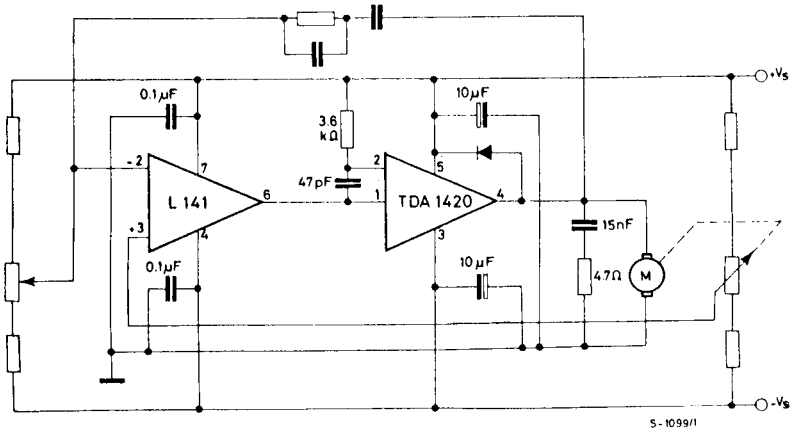 +Vs
0.1µF
10µF
3.6
kΩ
-2
7
2
5
47pF
L 141
6
1
TDA 1420
4
+3
4
3
15nF
0.1µF
10µF
4.7Ω
M
-Vs
S-1099/1